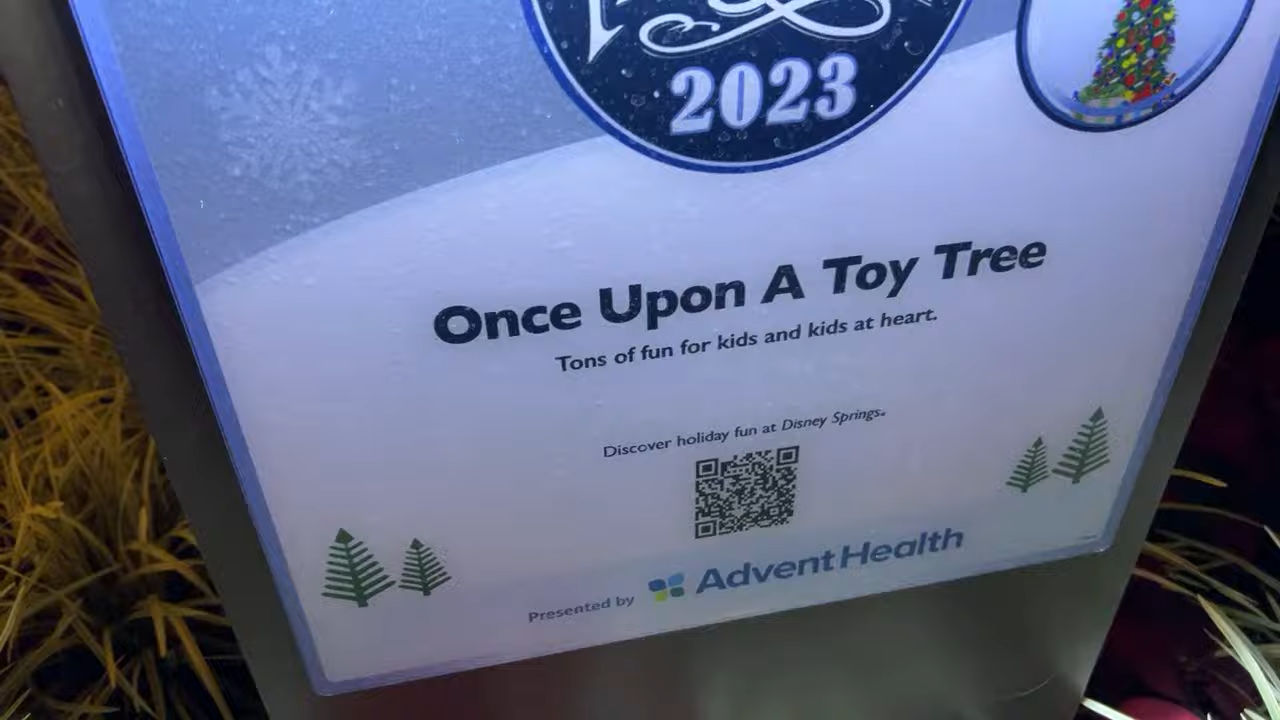 2023
Once Upon A Toy Tree
Tons of fun for kids and kids at heart.
Discover holiday fun at Disney Springs®
Presented by AdventHealth